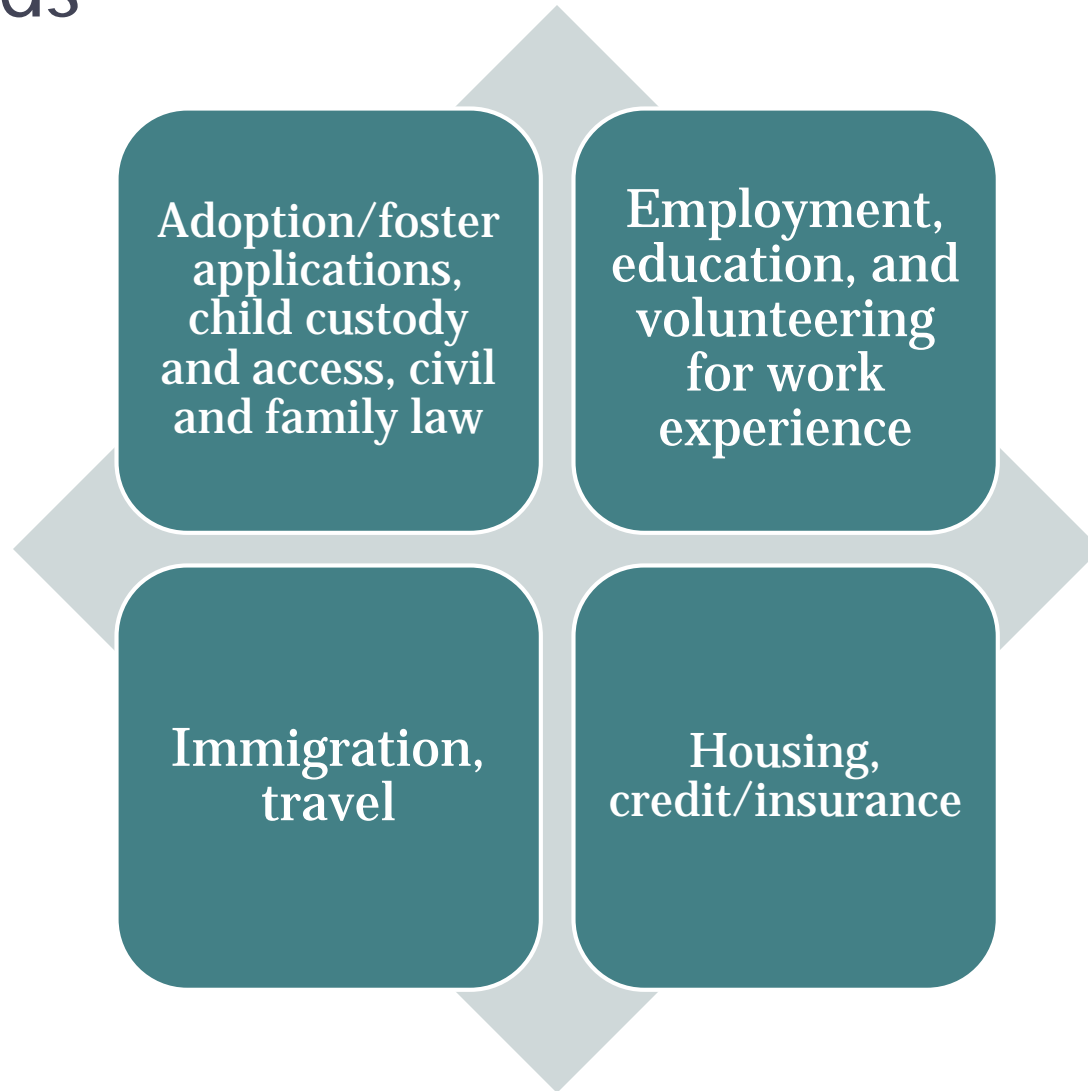 Adoption/foster
applications,
child custody
and access, civil
and family law
Employment,
education, and
volunteering
for work
experience
Immigration,
travel
Housing,
credit/insurance